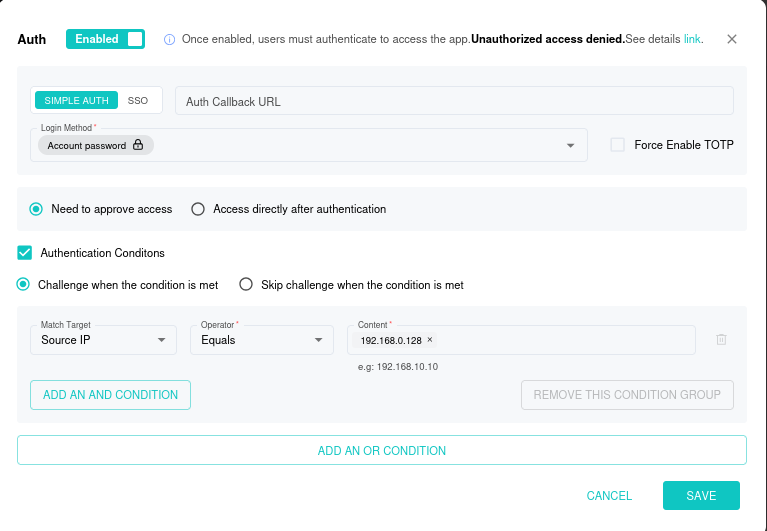 Auth Enabled Once enabled, users must authenticate to access the app.Unauthorized access denied.See details link.
SIMPLE AUTH SSO Auth Callback URL
Login Method *
Account password Force Enable TOTP
Need to approve access Access directly after authentication
Authentication Conditons
Challenge when the condition is met Skip challenge when the condition is met
Match Target Operator * Content *
Source IP Equals 192.168.0.128 ×
e.g: 192.168.10.10
ADD AN AND CONDITION REMOVE THIS CONDITION GROUP
ADD AN OR CONDITION
CANCEL SAVE